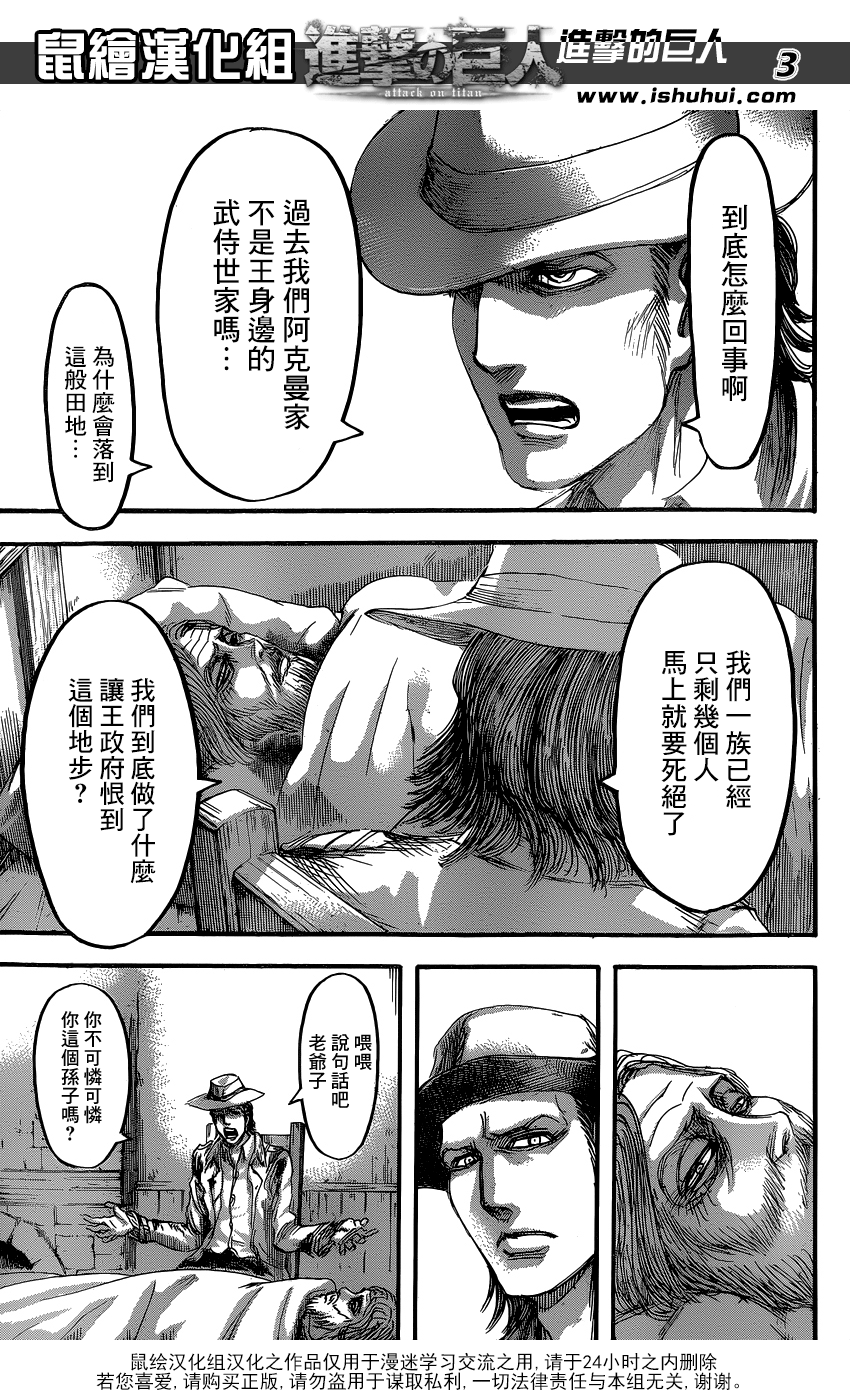 鼠繪漢化組
進撃の巨人
attack on titan
進擊的巨人
3
www.ishuhui.com
到底怎麼回事啊
過去我們阿克曼家
不是王身邊的
武侍世家嗎…
為什麼會落到
這般田地…
我們一族已經
只剩幾個人
馬上就要死絕了
我們到底做了什麼
讓王政府恨到
這個地步？
喂喂
說句話吧
老爺子
你不可憐可憐
你這個孫子嗎？
鼠绘汉化组汉化之作品仅用于漫迷学习交流之用, 请于24小时之内删除
若您喜爱, 请购买正版, 请勿盗用于谋取私利, 一切法律责任与本组无关, 谢谢。